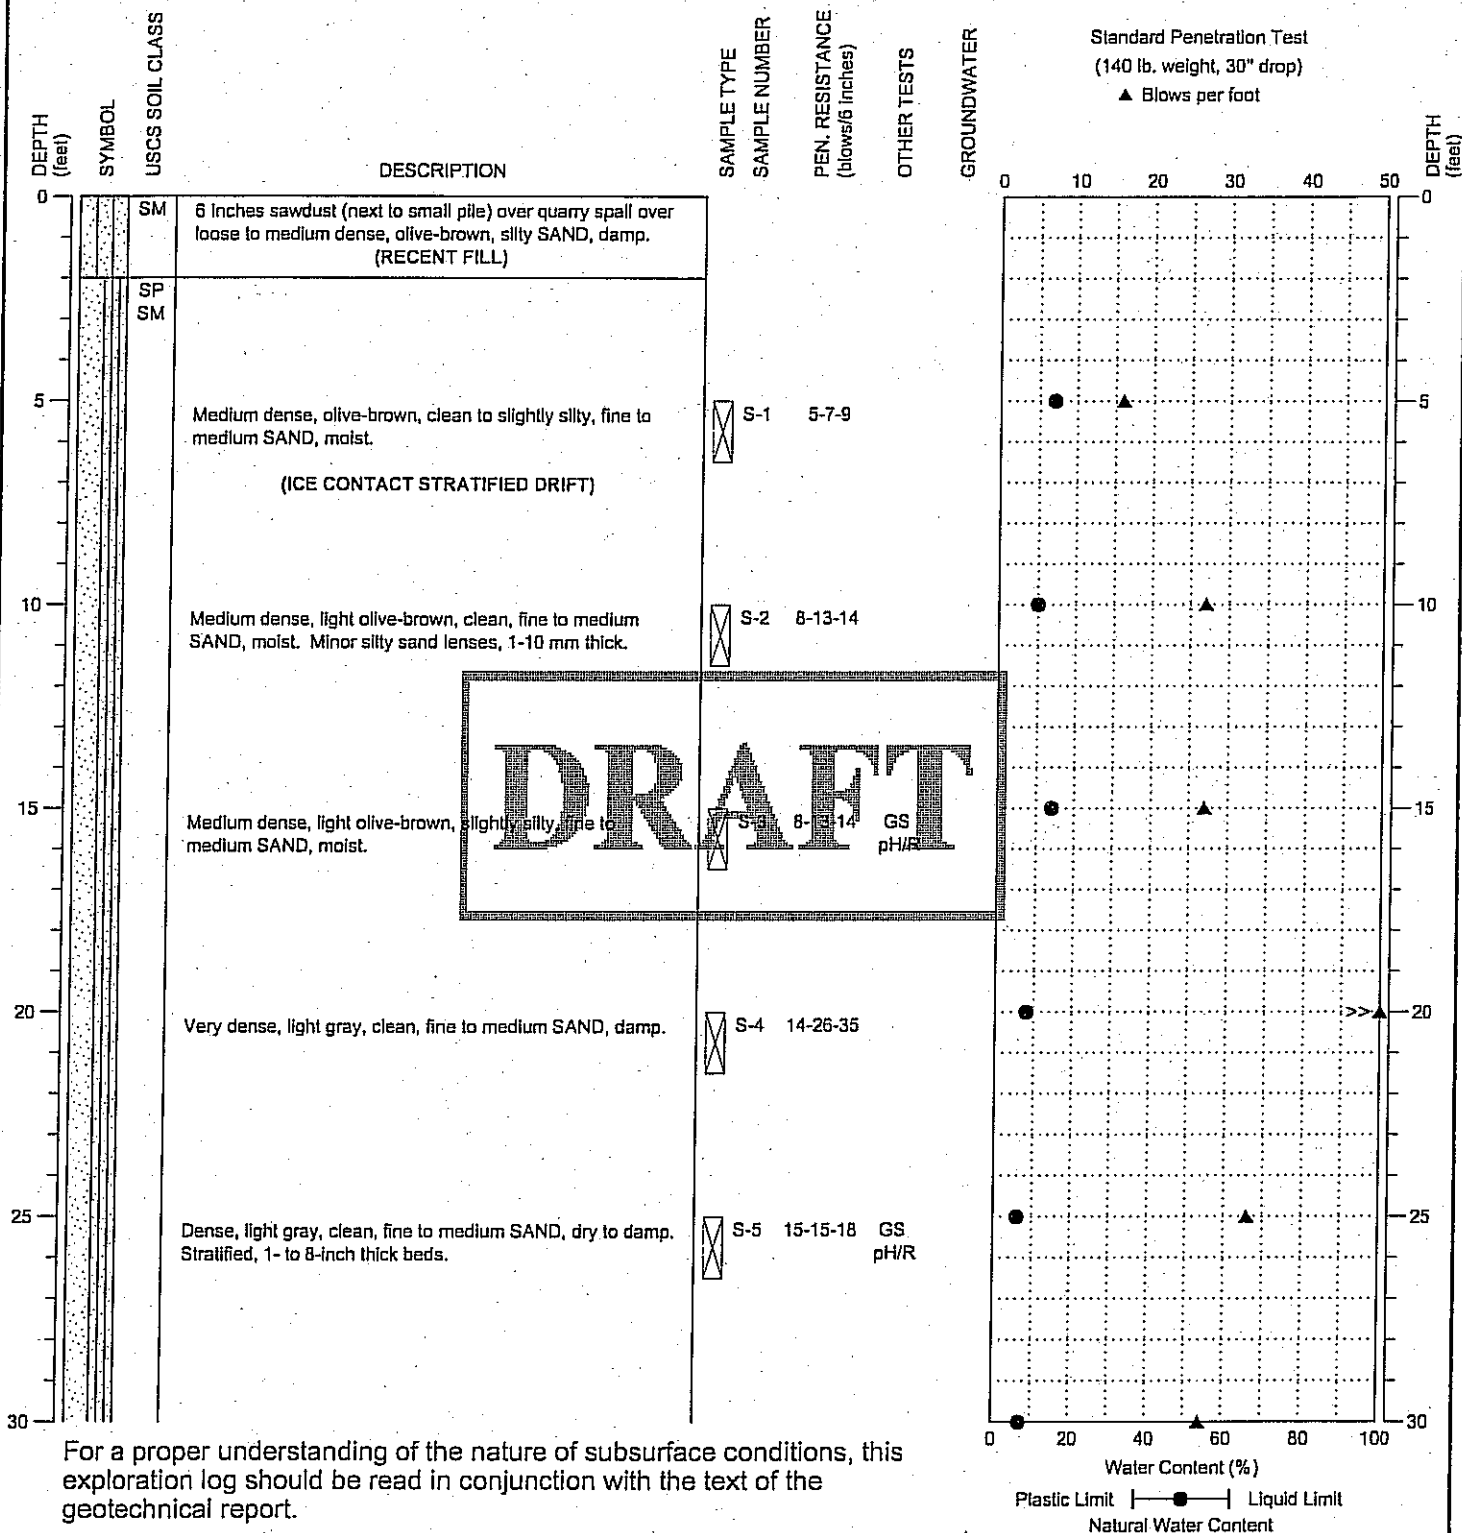 DEPTH
(feet)
SYMBOL
USCS SOIL CLASS
DESCRIPTION
SAMPLE TYPE
SAMPLE NUMBER
PEN. RESISTANCE
(blows/6 inches)
OTHER TESTS
GROUNDWATER
Standard Penetration Test
(140 lb. weight, 30" drop)
▲ Blows per foot
DEPTH
(feet)
0 10 20 30 40 50
0
SM
6 inches sawdust (next to small pile) over quarry spall over
loose to medium dense, olive-brown, silty SAND, damp.
(RECENT FILL)
0
SP
SM
5
Medium dense, olive-brown, clean to slightly silty, fine to
medium SAND, moist.
S-1 5-7-9
5
(ICE CONTACT STRATIFIED DRIFT)
10
Medium dense, light olive-brown, clean, fine to medium
SAND, moist. Minor silty sand lenses, 1-10 mm thick.
S-2 8-13-14
10
DRAFT
15
Medium dense, light olive-brown, slightly silty, fine to
medium SAND, moist.
S-3 8-13-14 GS
pH/R
15
20
Very dense, light gray, clean, fine to medium SAND, damp.
S-4 14-26-35
>>
20
25
Dense, light gray, clean, fine to medium SAND, dry to damp.
Stratified, 1- to 8-inch thick beds.
S-5 15-15-18 GS
pH/R
25
30
30
0 20 40 60 80 100
Water Content (%)
Plastic Limit Liquid Limit
Natural Water Content
For a proper understanding of the nature of subsurface conditions, this
exploration log should be read in conjunction with the text of the
geotechnical report.